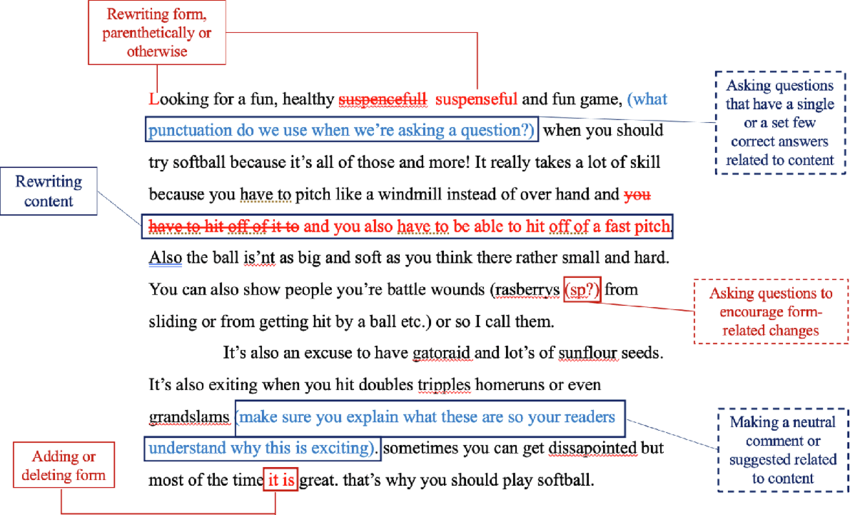 Rewriting form,
parenthetically or
otherwise
Looking for a fun, healthy suspencefull suspenseful and fun game, (what
punctuation do we use when we're asking a question?) when you should
try softball because it's all of those and more! It really takes a lot of skill
because you have to pitch like a windmill instead of over hand and you
have to hit off of it to and you also have to be able to hit off of a fast pitch.
Also the ball is'nt as big and soft as you think there rather small and hard.
You can also show people you're battle wounds (rasberrys (sp?) from
sliding or from getting hit by a ball etc.) or so I call them.
It's also an excuse to have gatoraid and lot's of sunflour seeds.
It's also exiting when you hit doubles tripples homeruns or even
grandslams (make sure you explain what these are so your readers
understand why this is exciting). sometimes you can get dissapointed but
most of the time it is great. that's why you should play softball.
Asking questions
that have a single
or a set few
correct answers
related to content
Rewriting
content
Asking questions to
encourage form-
related changes
Making a neutral
comment or
suggested related
to content
Adding or
deleting form